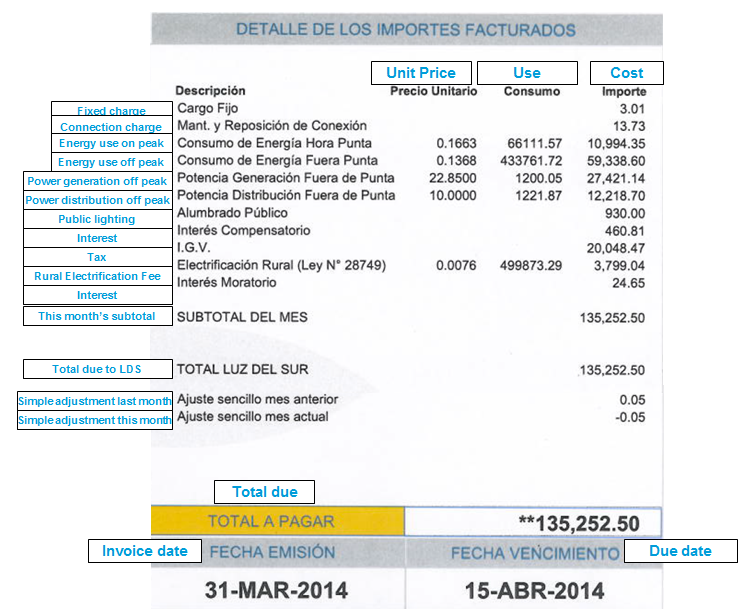 DETALLE DE LOS IMPORTES FACTURADOS
Unit Price Use Cost
Descripción Precio Unitario Consumo Importe
Fixed charge Cargo Fijo 3.01
Connection charge Mant. y Reposición de Conexión 13.73
Energy use on peak Consumo de Energía Hora Punta 0.1663 66111.57 10,994.35
Energy use off peak Consumo de Energía Fuera Punta 0.1368 433761.72 59,338.60
Power generation off peak Potencia Generación Fuera de Punta 22.8500 1200.05 27,421.14
Power distribution off peak Potencia Distribución Fuera de Punta 10.0000 1221.87 12,218.70
Public lighting Alumbrado Público 930.00
Interest Interés Compensatorio 460.81
Tax I.G.V. 20,048.47
Rural Electrification Fee Electrificación Rural (Ley N° 28749) 0.0076 499873.29 3,799.04
Interest Interés Moratorio 24.65
This month's subtotal SUBTOTAL DEL MES 135,252.50
Total due to LDS TOTAL LUZ DEL SUR 135,252.50
Simple adjustment last month Ajuste sencillo mes anterior 0.05
Simple adjustment this month Ajuste sencillo mes actual -0.05
Total due
TOTAL A PAGAR **135,252.50
Invoice date FECHA EMISIÓN FECHA VENCIMIENTO Due date
31-MAR-2014 15-ABR-2014